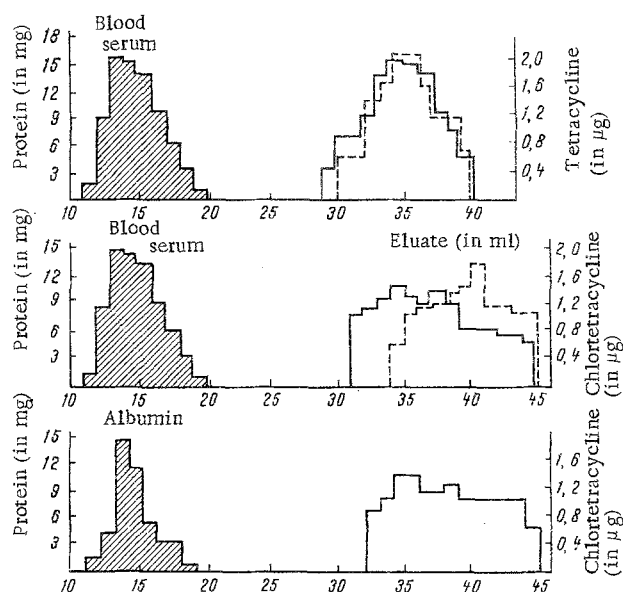 Blood
serum
Protein (in mg)
18
15
12
9
6
3
2,0
1,6
1,2
0,8
0,4
Tetracycline
(in µg)
10 15 20 25 30 35 40
Blood
serum
Eluate (in ml)
Protein (in mg)
15
12
9
6
3
2,0
1,6
1,2
0,8
0,4
Chlortetracycline
(in µg)
10 15 20 25 30 35 40 45
Albumin
Protein (in mg)
15
12
9
6
3
1,6
1,2
0,8
0,4
Chlortetracycline
(in µg)
10 15 20 25 30 35 40 45